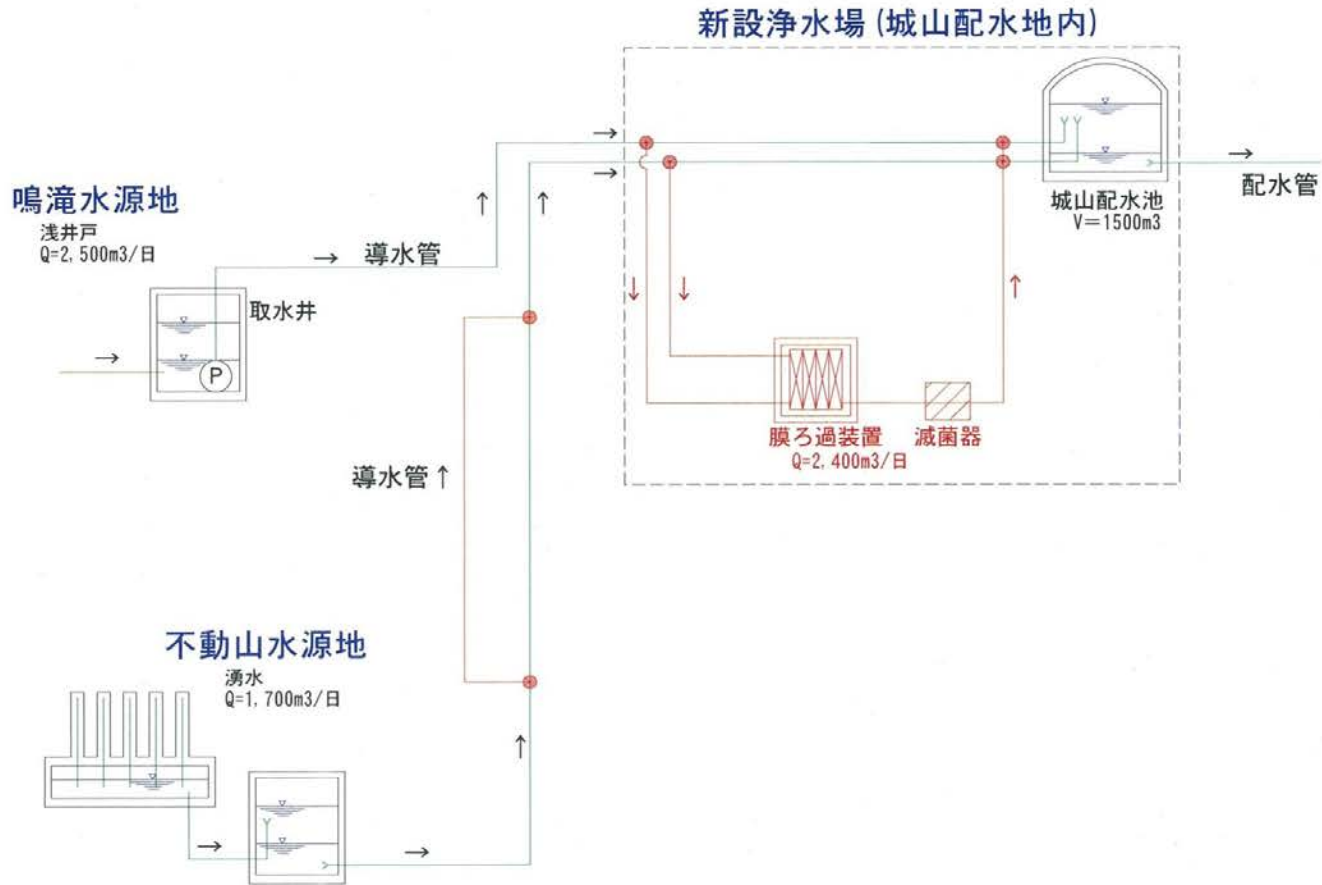 新設浄水場(城山配水地内)
鳴滝水源地
浅井戸
Q=2,500m3/日
→ 導水管
取水井
P
城山配水池
V=1500m3
配水管
膜ろ過装置
Q=2,400m3/日
滅菌器
導水管↑
不動山水源地
湧水
Q=1,700m3/日